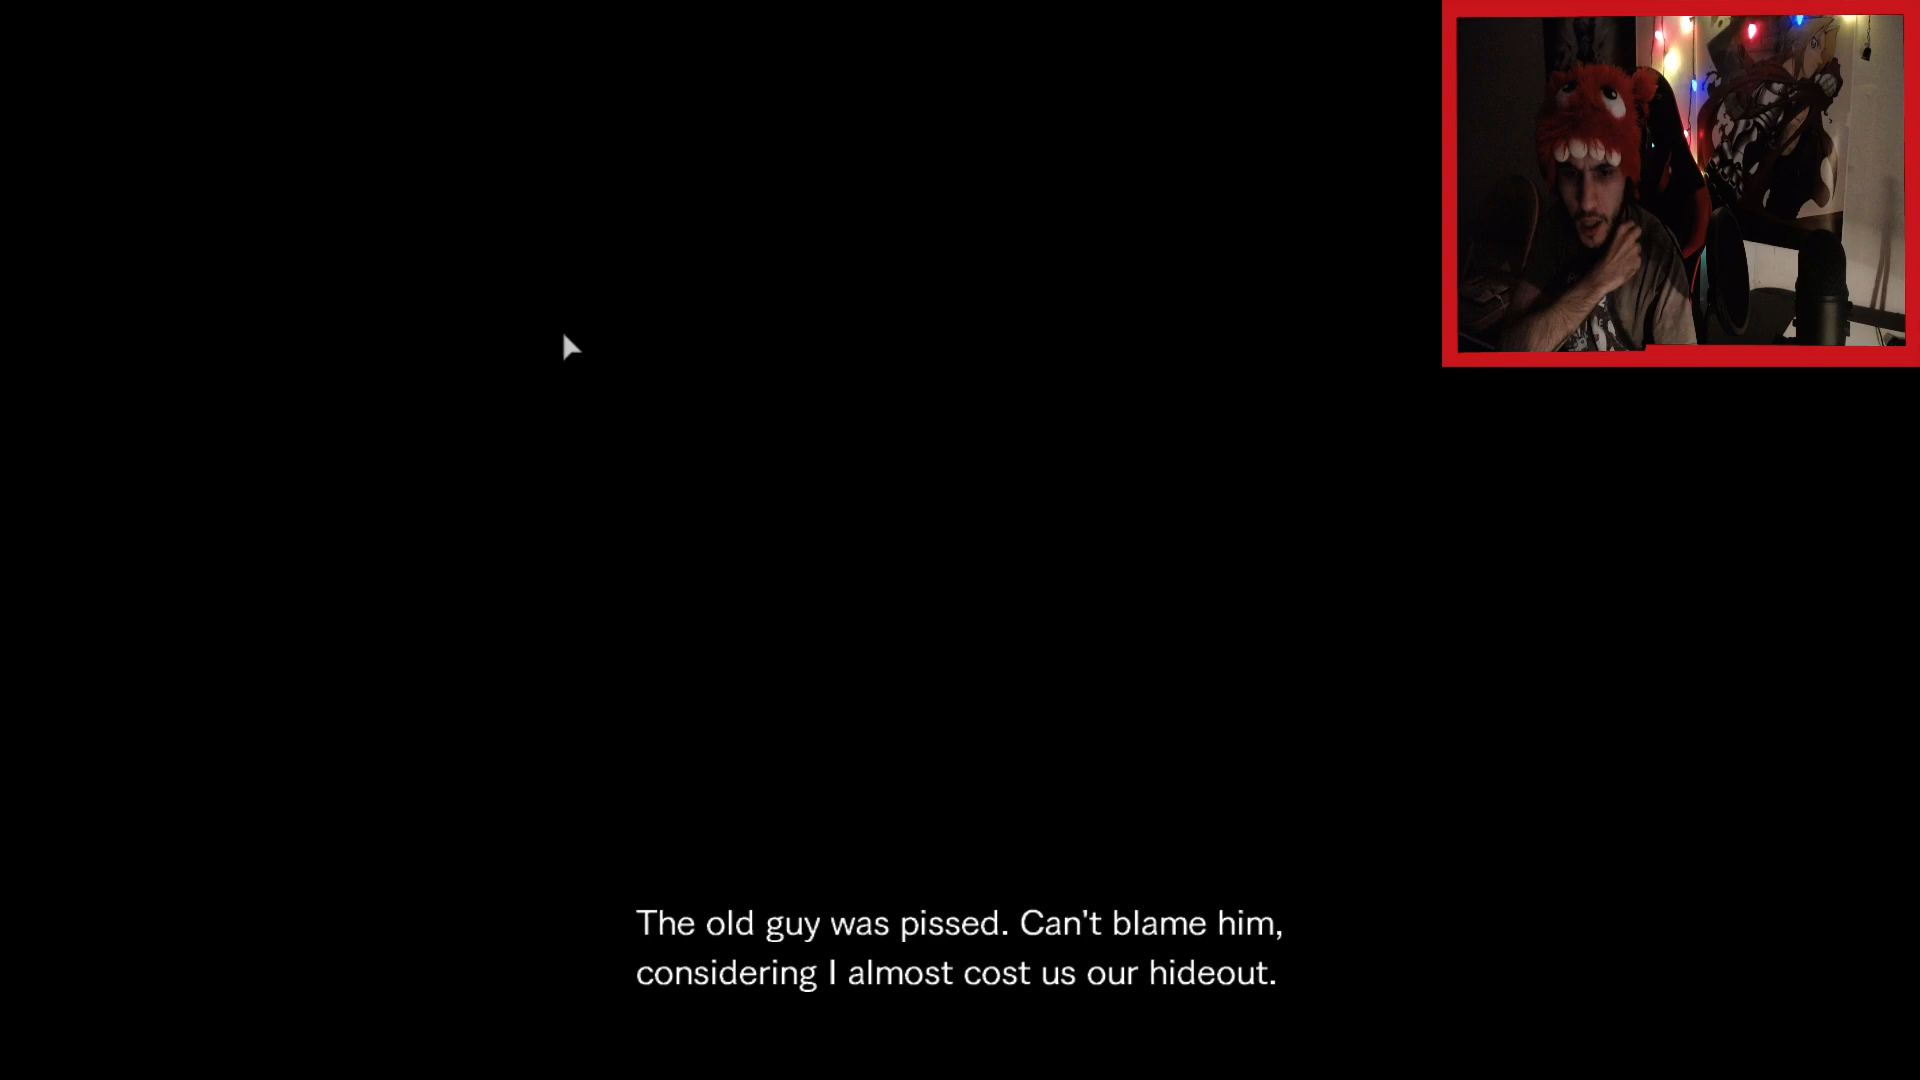 The old guy was pissed. Can't blame him,
considering I almost cost us our hideout.